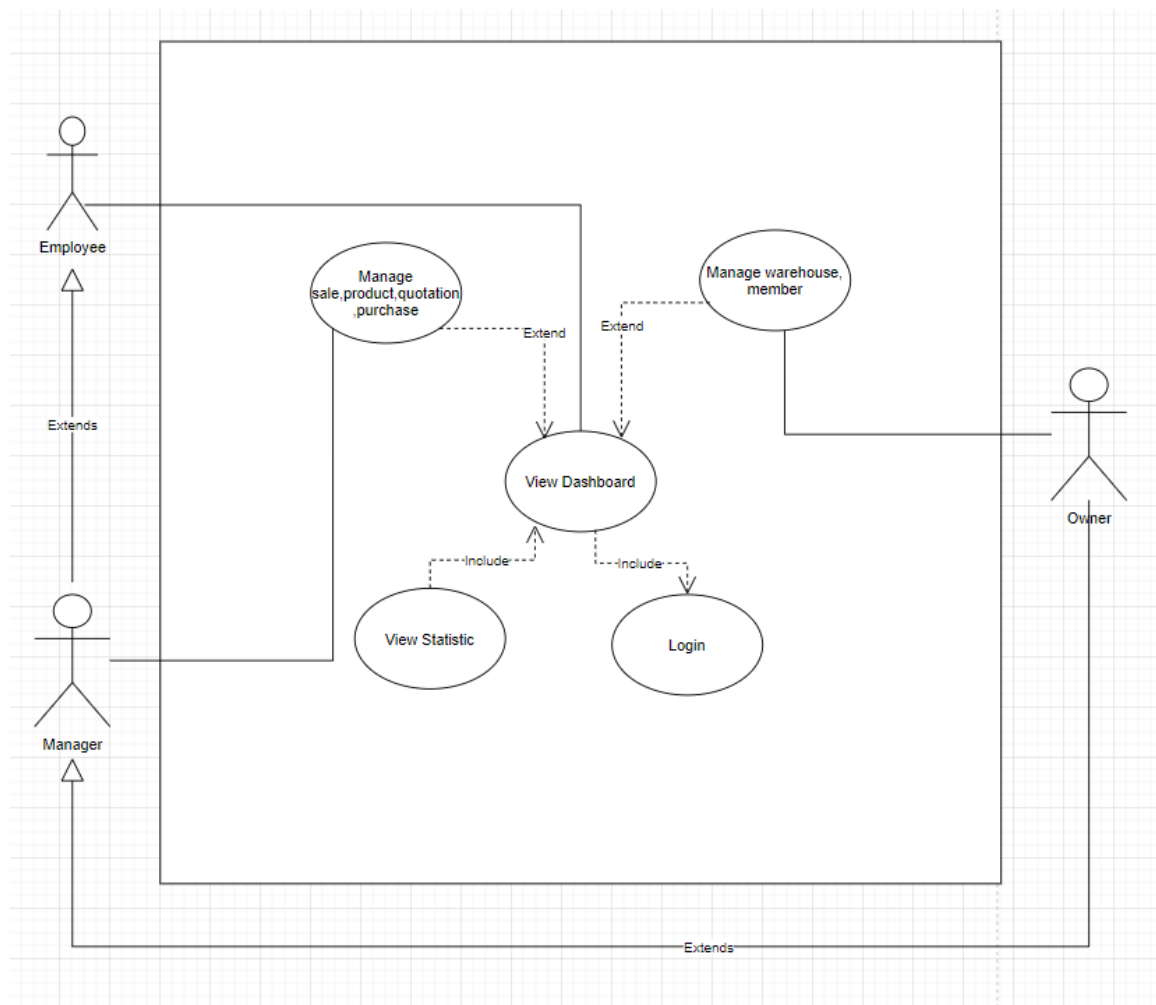 Employee
Manage
sale,product,quotation
,purchase
Manage warehouse,
member
Extend
Extend
Extends
View Dashboard
Owner
Include
Include
View Statistic
Login
Manager
Extends